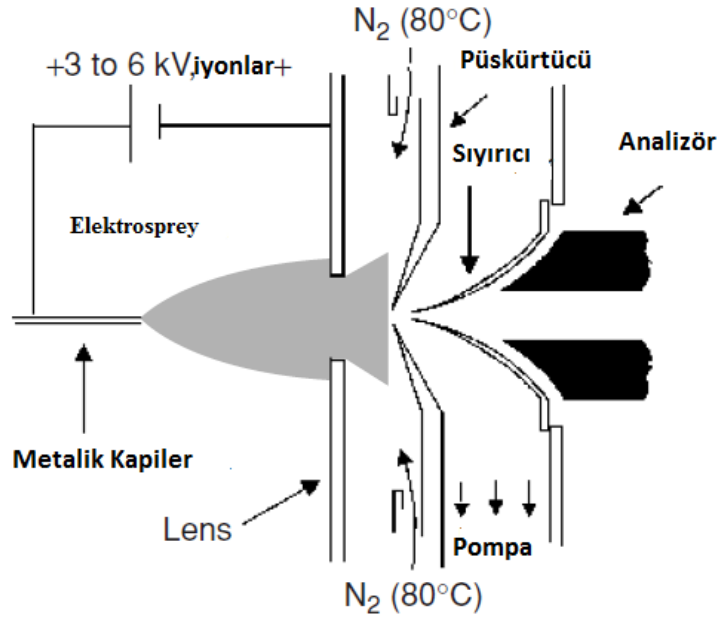 N₂ (80°C)
+3 to 6 kV,iyonlar+
Püskürtücü
Sıyırıcı
Analizör
Elektrosprey
Metalik Kapiler
Lens
Pompa
N₂ (80°C)